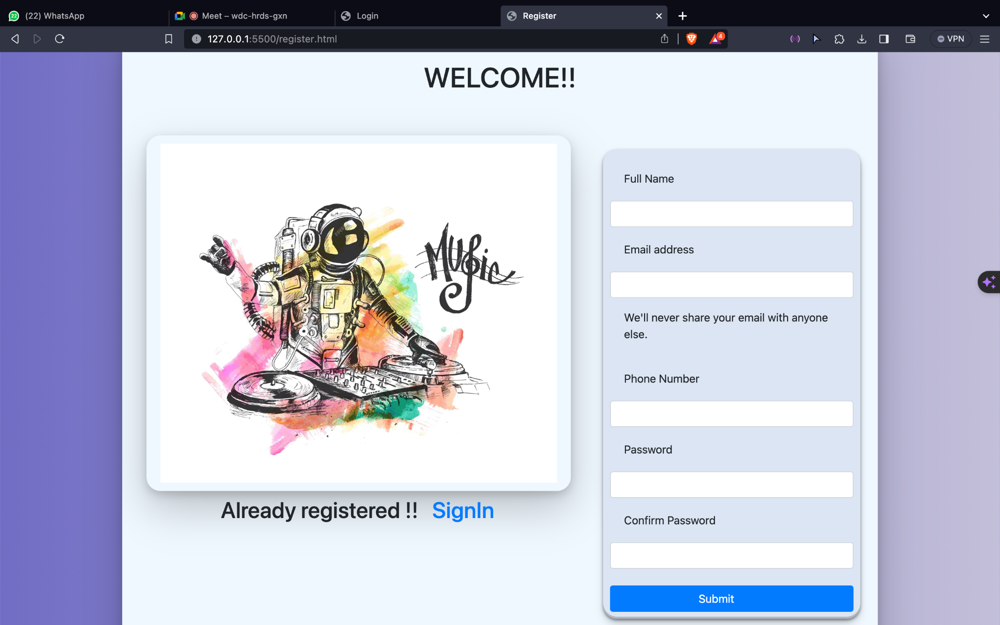 22
(22) WhatsApp
Meet – wdc-hrds-gxn
Login
Register
127.0.0.1:5500/register.html
4
VPN
WELCOME!!
Music
Full Name
Email address
We'll never share your email with anyone
else.
Phone Number
Password
Already registered !! SignIn
Confirm Password
Submit